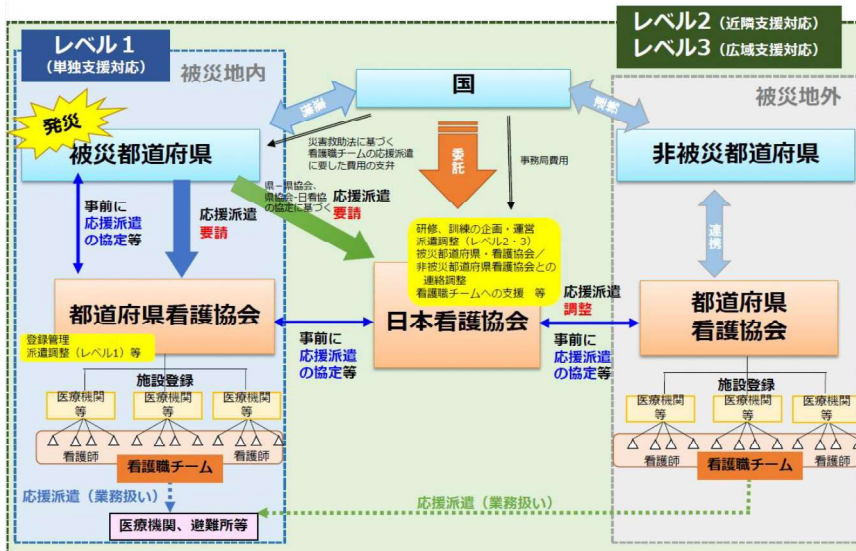 レベル1
(単独支援対応)
レベル2(近隣支援対応)
レベル3(広域支援対応)
被災地内
被災地外
発災
国
連携
連携
被災都道府県
非被災都道府県
災害救助法に基づく
看護職チームの応援派遣
に要した費用の支弁
委託
事務局費用
県-県協会、
県協会-日看協
の協定に基づく
応援派遣
要請
事前に
応援派遣
の協定等
応援派遣
要請
研修、訓練の企画・運営
派遣調整(レベル2・3)
被災都道府県・看護協会/
非被災都道府県看護協会との
連絡調整
看護職チームへの支援 等
連携
都道府県看護協会
日本看護協会
都道府県
看護協会
応援派遣
調整
登録管理
派遣調整(レベル1)等
事前に
応援派遣
の協定等
事前に
応援派遣
の協定等
施設登録
医療機関
等
医療機関
等
医療機関
等
看護師
看護師
看護職チーム
施設登録
医療機関
等
医療機関
等
医療機関
等
看護師
看護師
看護職チーム
応援派遣(業務扱い)
応援派遣(業務扱い)
医療機関、避難所等